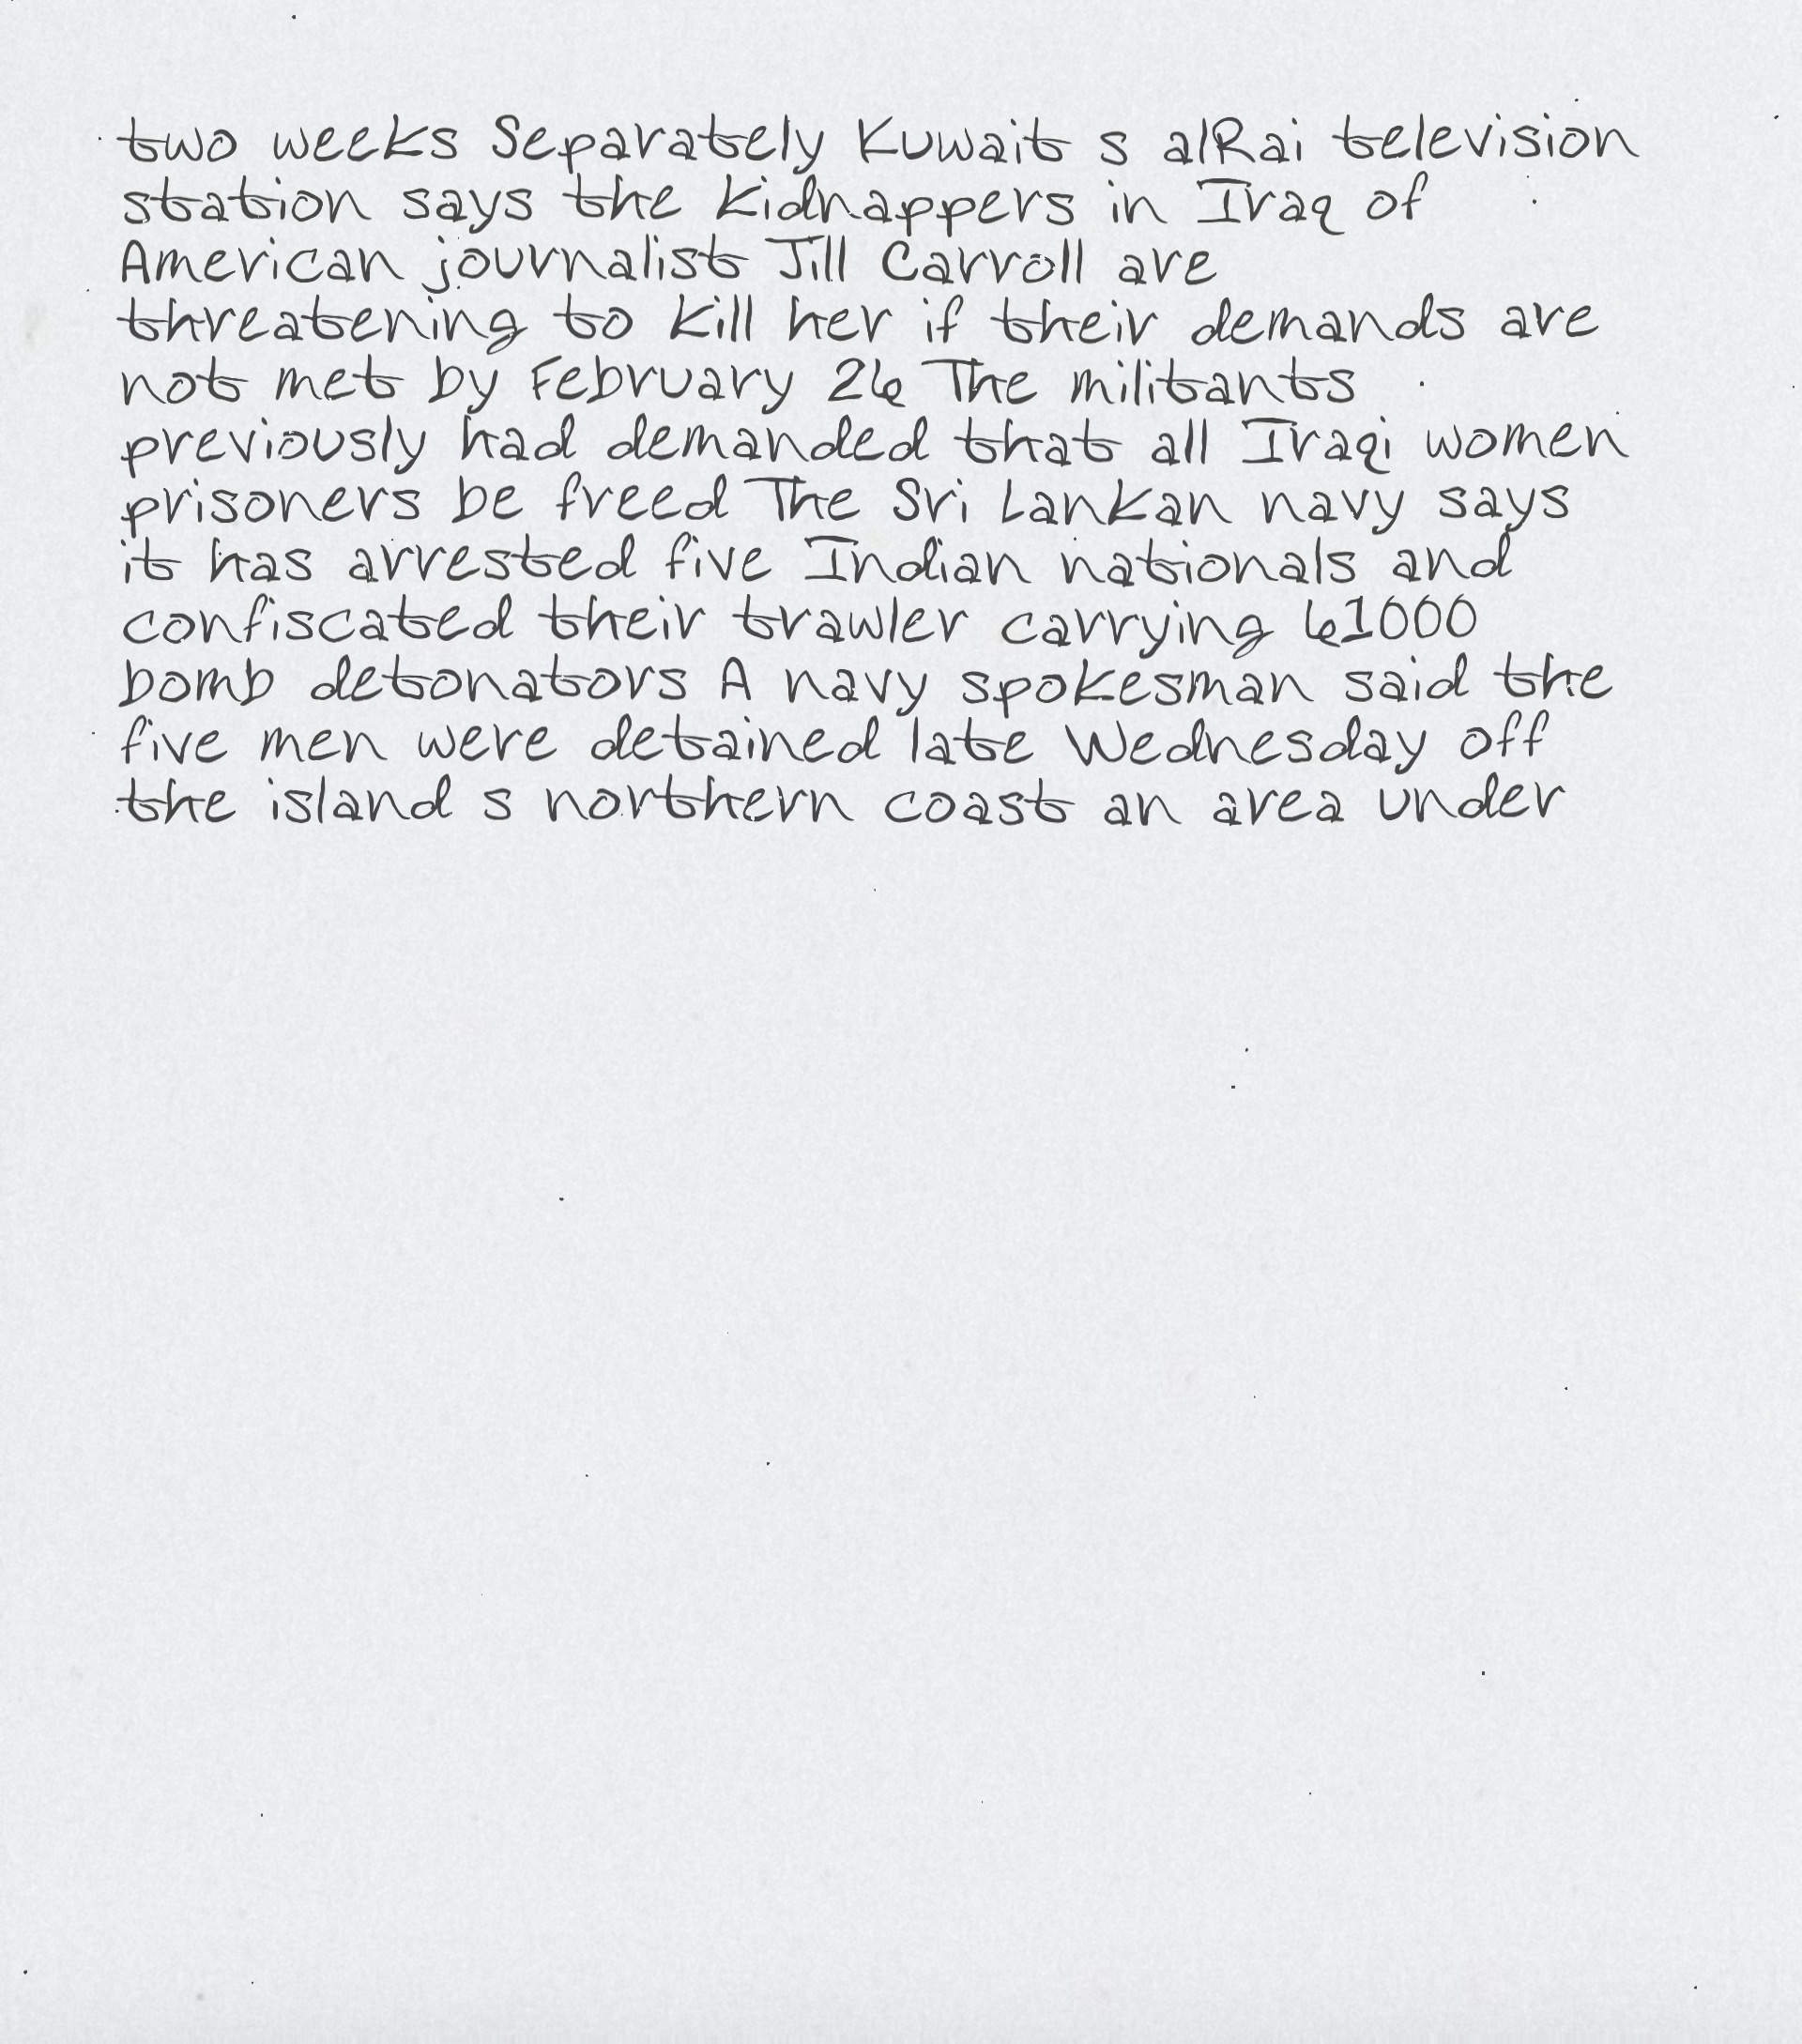 two weeks Separately Kuwait s alRai television
station says the kidnappers in Iraq of
American journalist Jill Carroll are
threatening to kill her if their demands are
not met by February 26 The militants
previously had demanded that all Iraqi women
prisoners be freed The Sri Lankan navy says
it has arrested five Indian nationals and
confiscated their trawler carrying 61000
bomb detonators A navy spokesman said the
five men were detained late Wednesday off
the island s northern coast an area under